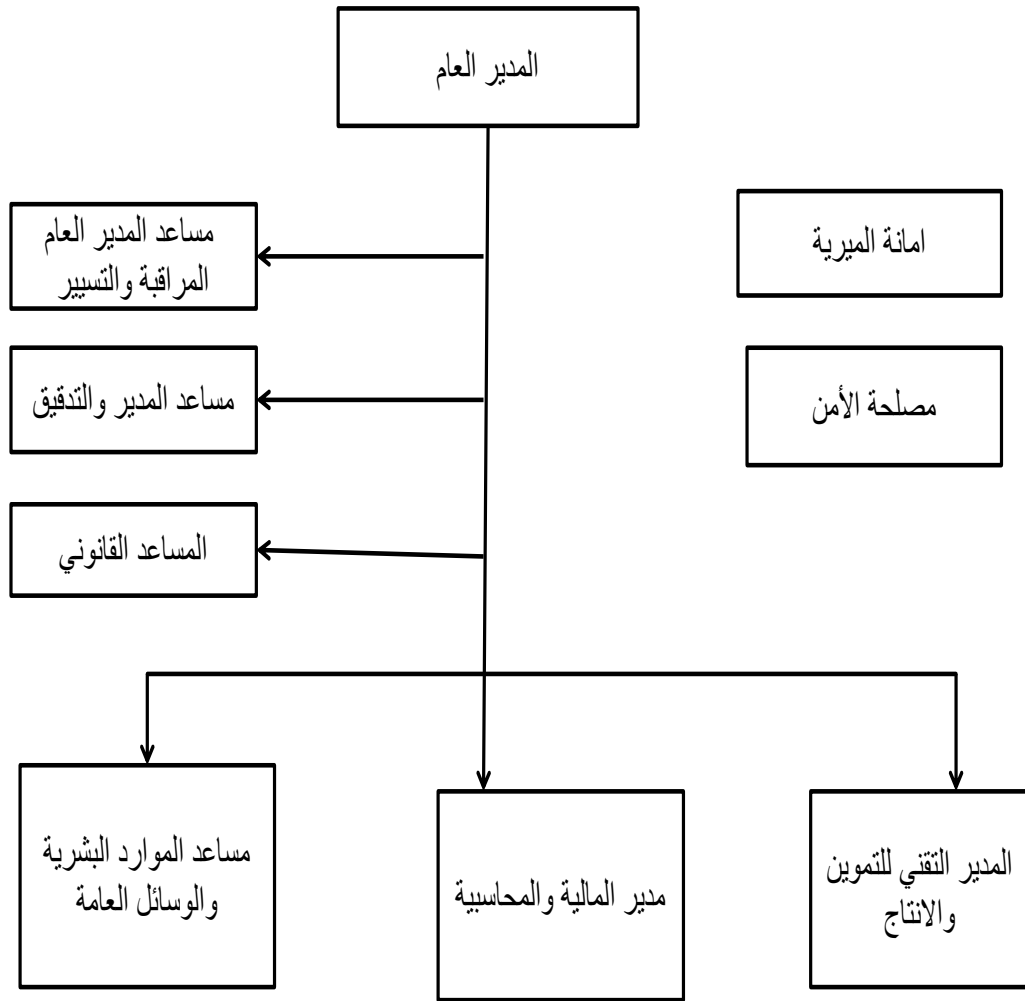 المدير العام
امانة الميرية
مساعد المدير العام
المراقبة والتسيير
مصلحة الأمن
مساعد المدير والتدقيق
المساعد القانوني
المدير التقني للتموين
والانتاج
مدير المالية والمحاسبية
مساعد الموارد البشرية
والوسائل العامة